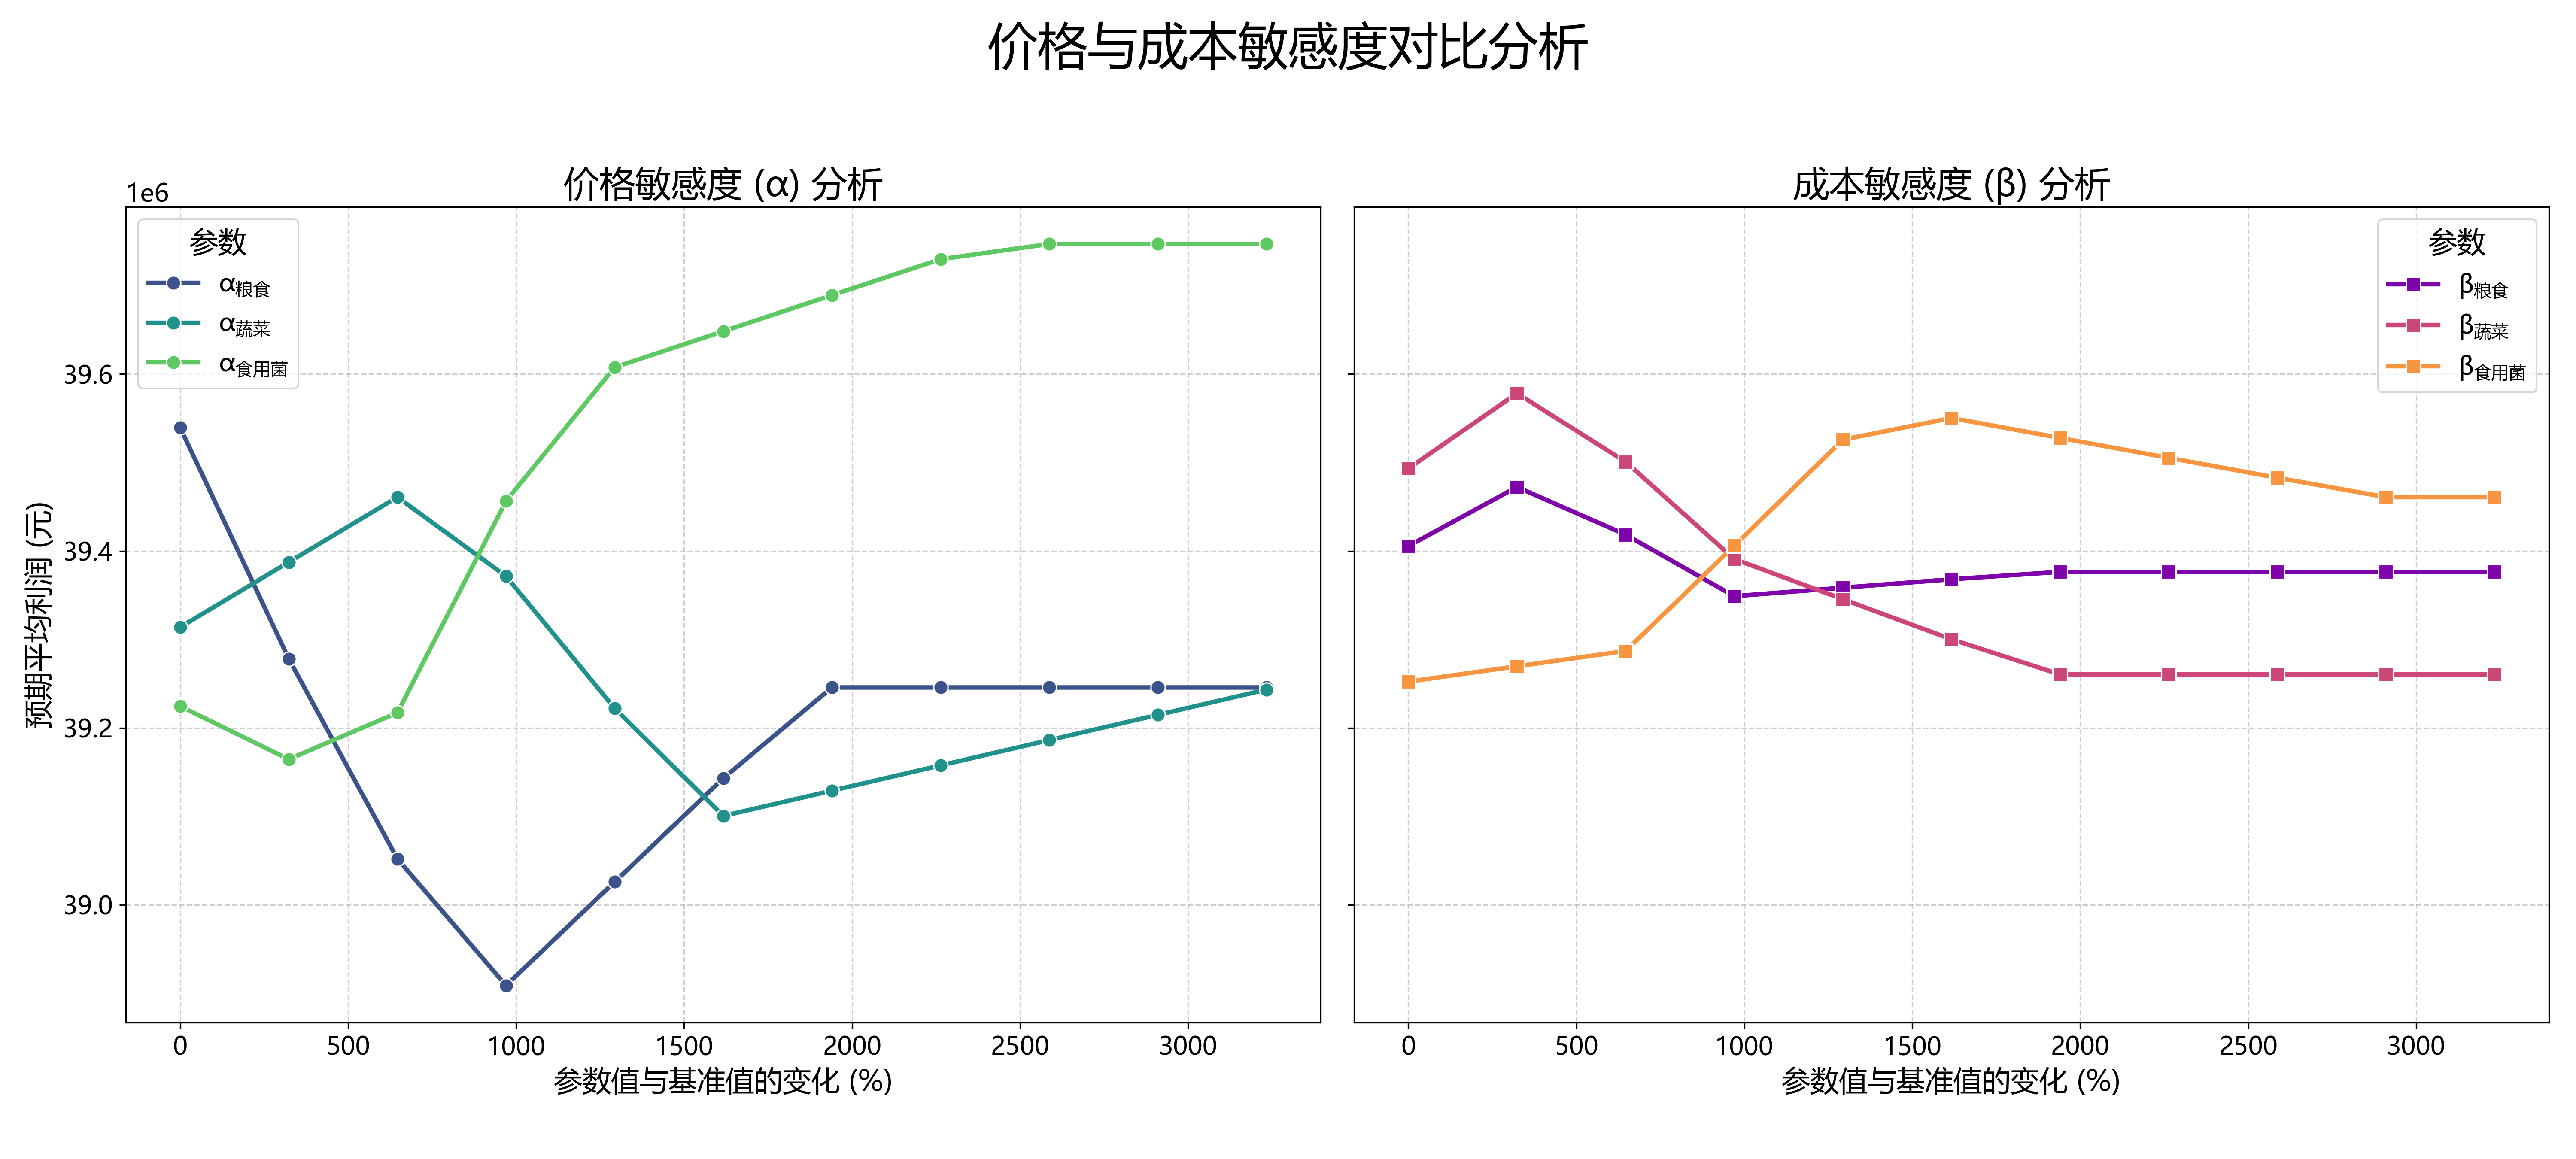 价格与成本敏感度对比分析
价格敏感度 (α) 分析
1e6
参数
α粮食
α蔬菜
α食用菌
39.6
39.4
39.2
39.0
预期平均利润 (元)
0 500 1000 1500 2000 2500 3000
参数值与基准值的变化 (%)
成本敏感度 (β) 分析
参数
β粮食
β蔬菜
β食用菌
0 500 1000 1500 2000 2500 3000
参数值与基准值的变化 (%)